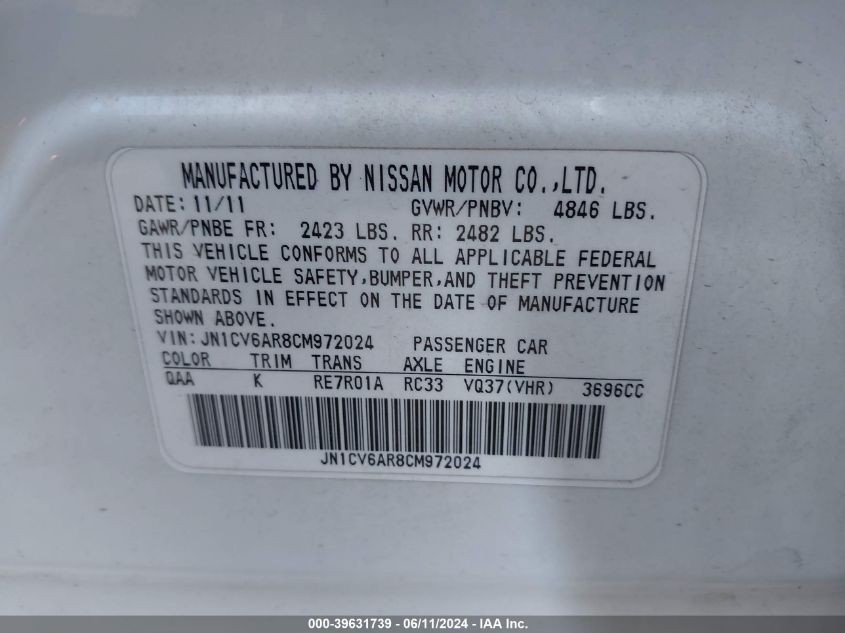 MANUFACTURED BY NISSAN MOTOR CO.,LTD.
DATE: 11/11 GVWR/PNBV: 4846 LBS.
GAWR/PNBE FR: 2423 LBS. RR: 2482 LBS.
THIS VEHICLE CONFORMS TO ALL APPLICABLE FEDERAL
MOTOR VEHICLE SAFETY,BUMPER,AND THEFT PREVENTION
STANDARDS IN EFFECT ON THE DATE OF MANUFACTURE
SHOWN ABOVE.
VIN: JN1CV6AR8CM972024 PASSENGER CAR
COLOR TRIM TRANS AXLE ENGINE
QAA K RE7R01A RC33 VQ37(VHR) 3696CC
JN1CV6AR8CM972024
000-39631739 - 06/11/2024 - IAA Inc.